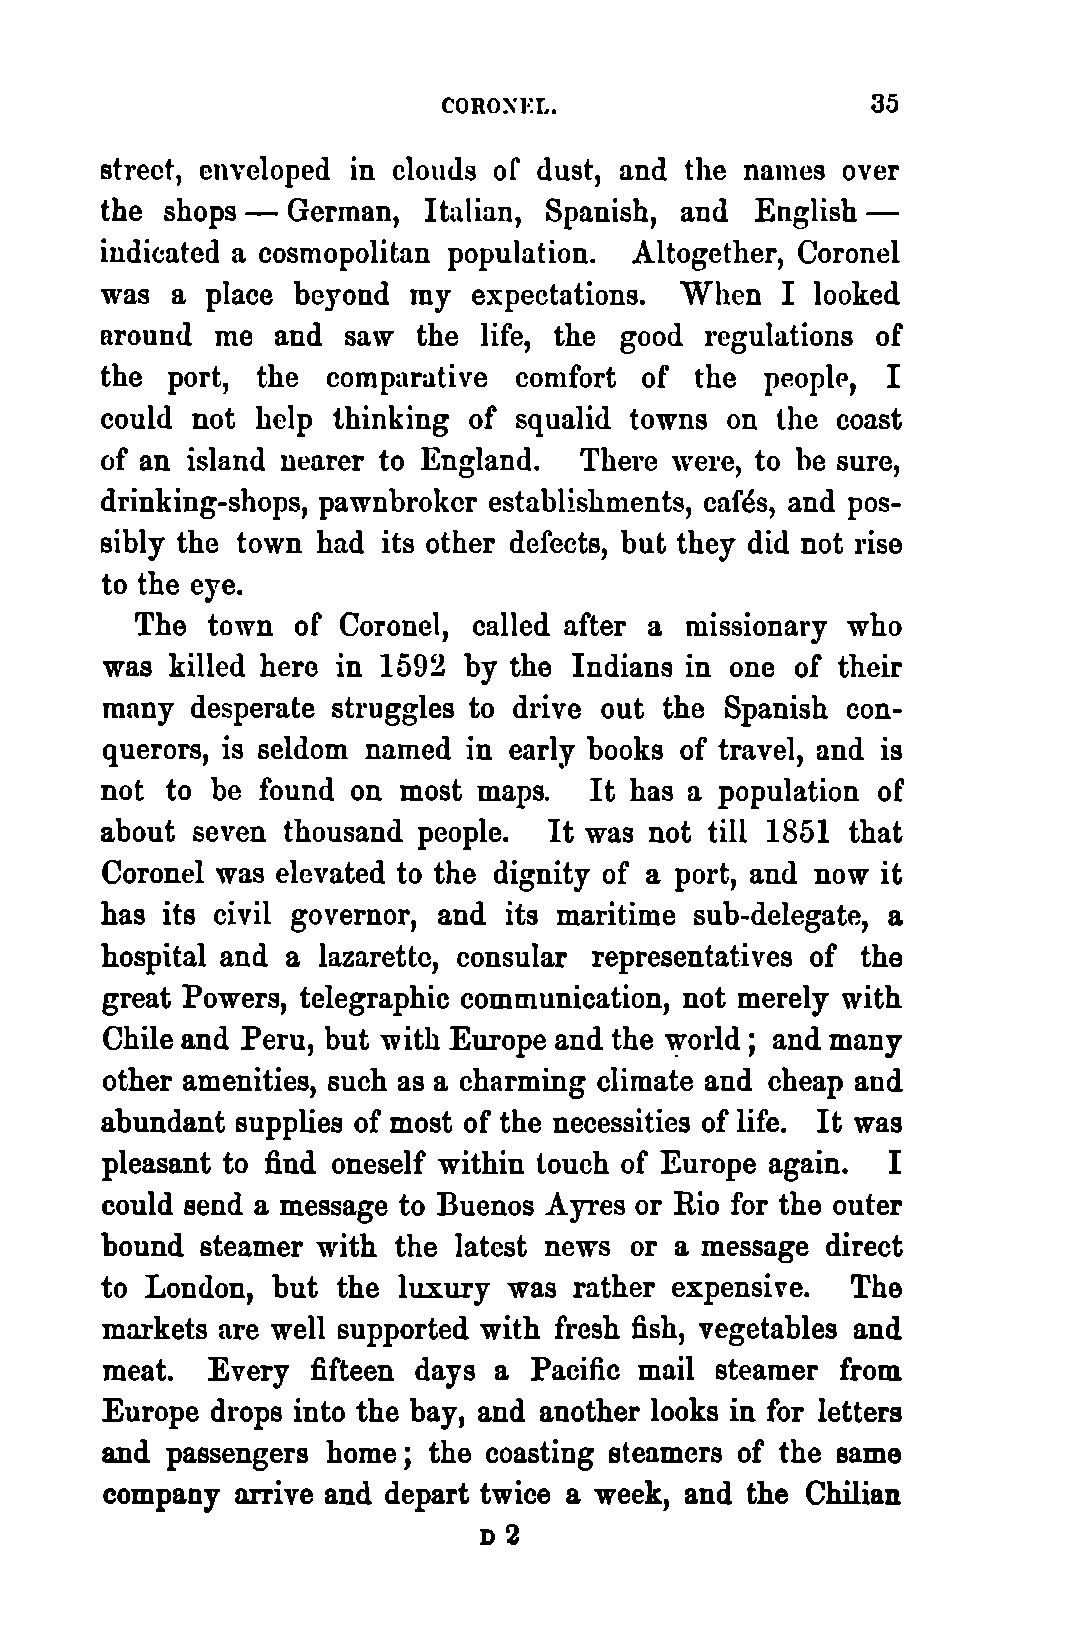 CORONEL. 35
street, enveloped in clouds of dust, and the names over
the shops — German, Italian, Spanish, and English —
indicated a cosmopolitan population. Altogether, Coronel
was a place beyond my expectations. When I looked
around me and saw the life, the good regulations of
the port, the comparative comfort of the people, I
could not help thinking of squalid towns on the coast
of an island nearer to England. There were, to be sure,
drinking-shops, pawnbroker establishments, cafés, and pos-
sibly the town had its other defects, but they did not rise
to the eye.
The town of Coronel, called after a missionary who
was killed here in 1592 by the Indians in one of their
many desperate struggles to drive out the Spanish con-
querors, is seldom named in early books of travel, and is
not to be found on most maps. It has a population of
about seven thousand people. It was not till 1851 that
Coronel was elevated to the dignity of a port, and now it
has its civil governor, and its maritime sub-delegate, a
hospital and a lazarette, consular representatives of the
great Powers, telegraphic communication, not merely with
Chile and Peru, but with Europe and the world; and many
other amenities, such as a charming climate and cheap and
abundant supplies of most of the necessities of life. It was
pleasant to find oneself within touch of Europe again. I
could send a message to Buenos Ayres or Rio for the outer
bound steamer with the latest news or a message direct
to London, but the luxury was rather expensive. The
markets are well supported with fresh fish, vegetables and
meat. Every fifteen days a Pacific mail steamer from
Europe drops into the bay, and another looks in for letters
and passengers home; the coasting steamers of the same
company arrive and depart twice a week, and the Chilian
D 2